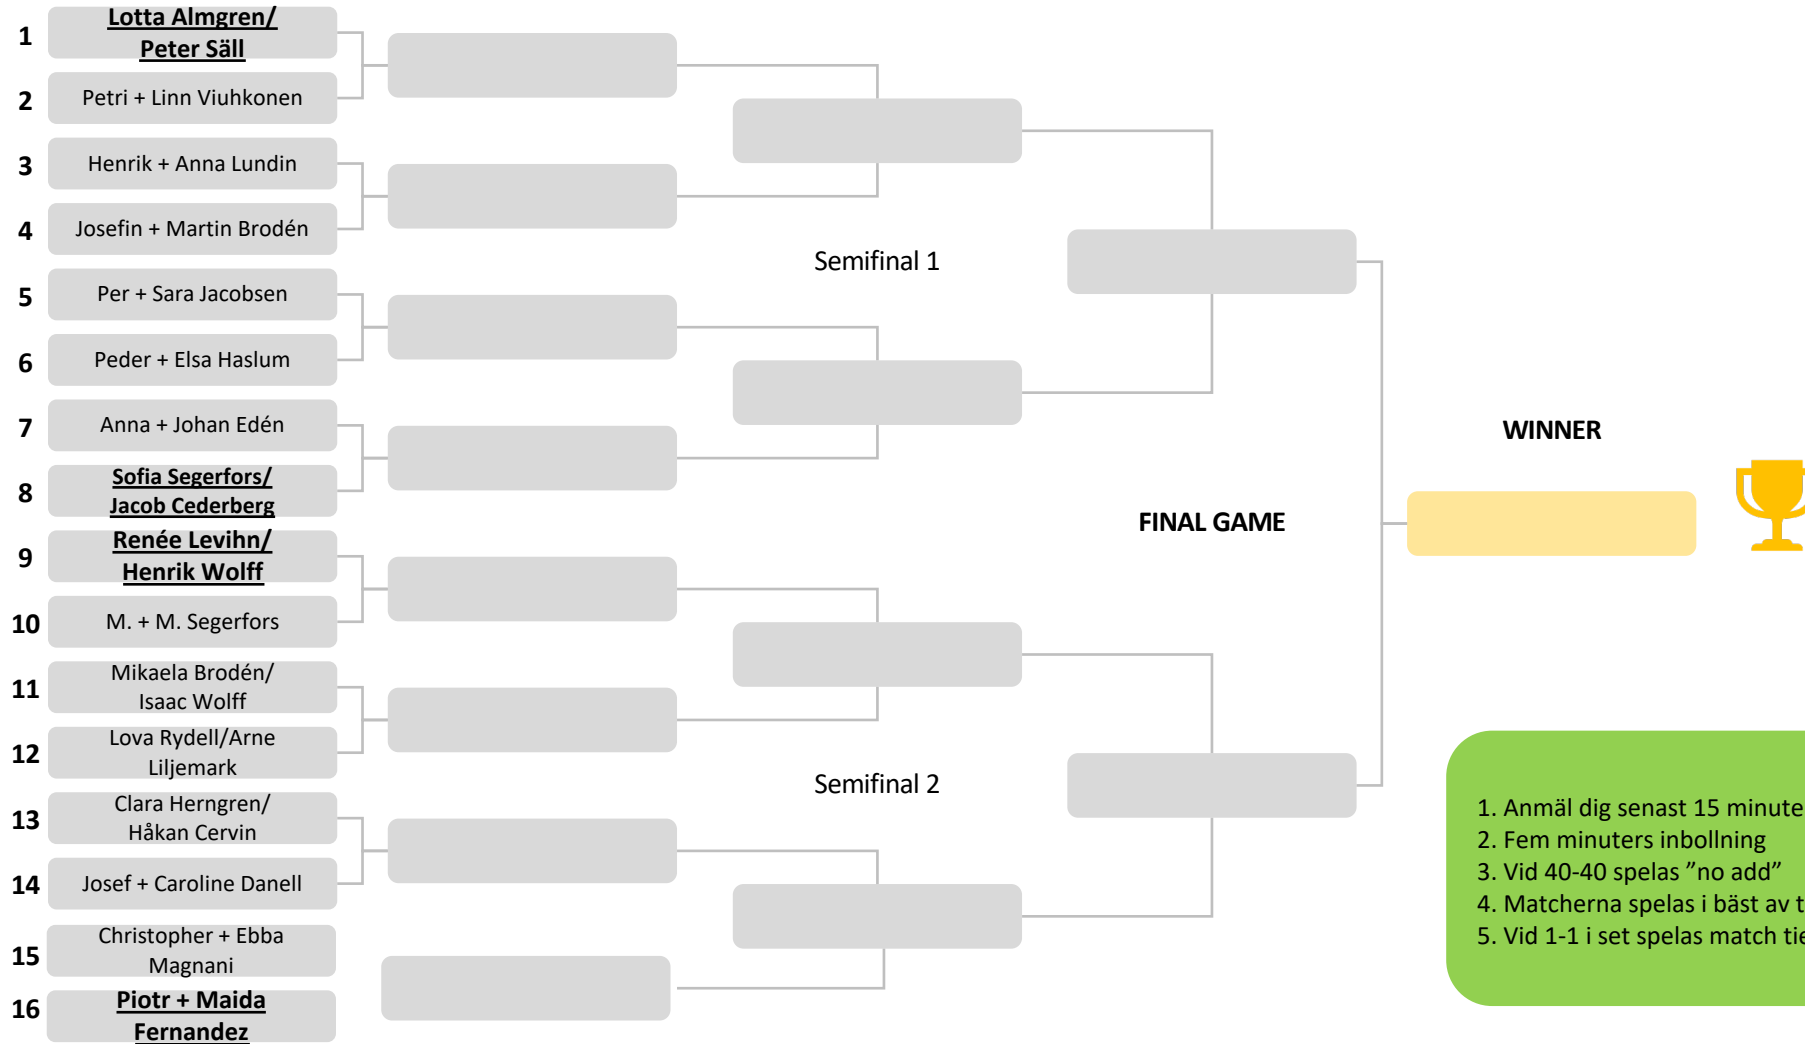 1
Lotta Almgren/
Peter Säll
2
Petri + Linn Viuhkonen
3
Henrik + Anna Lundin
4
Josefin + Martin Brodén
Semifinal 1
5
Per + Sara Jacobsen
6
Peder + Elsa Haslum
7
Anna + Johan Edén
WINNER
8
Sofia Segerfors/
Jacob Cederberg
FINAL GAME
9
Renée Levihn/
Henrik Wolff
10
M. + M. Segerfors
11
Mikaela Brodén/
Isaac Wolff
12
Lova Rydell/Arne
Liljemark
Semifinal 2
13
Clara Herngren/
Håkan Cervin
14
Josef + Caroline Danell
15
Christopher + Ebba
Magnani
16
Piotr + Maida
Fernandez
1. Anmäl dig senast 15 minute
2. Fem minuters inbollning
3. Vid 40-40 spelas ”no add”
4. Matcherna spelas i bäst av t
5. Vid 1-1 i set spelas match tie